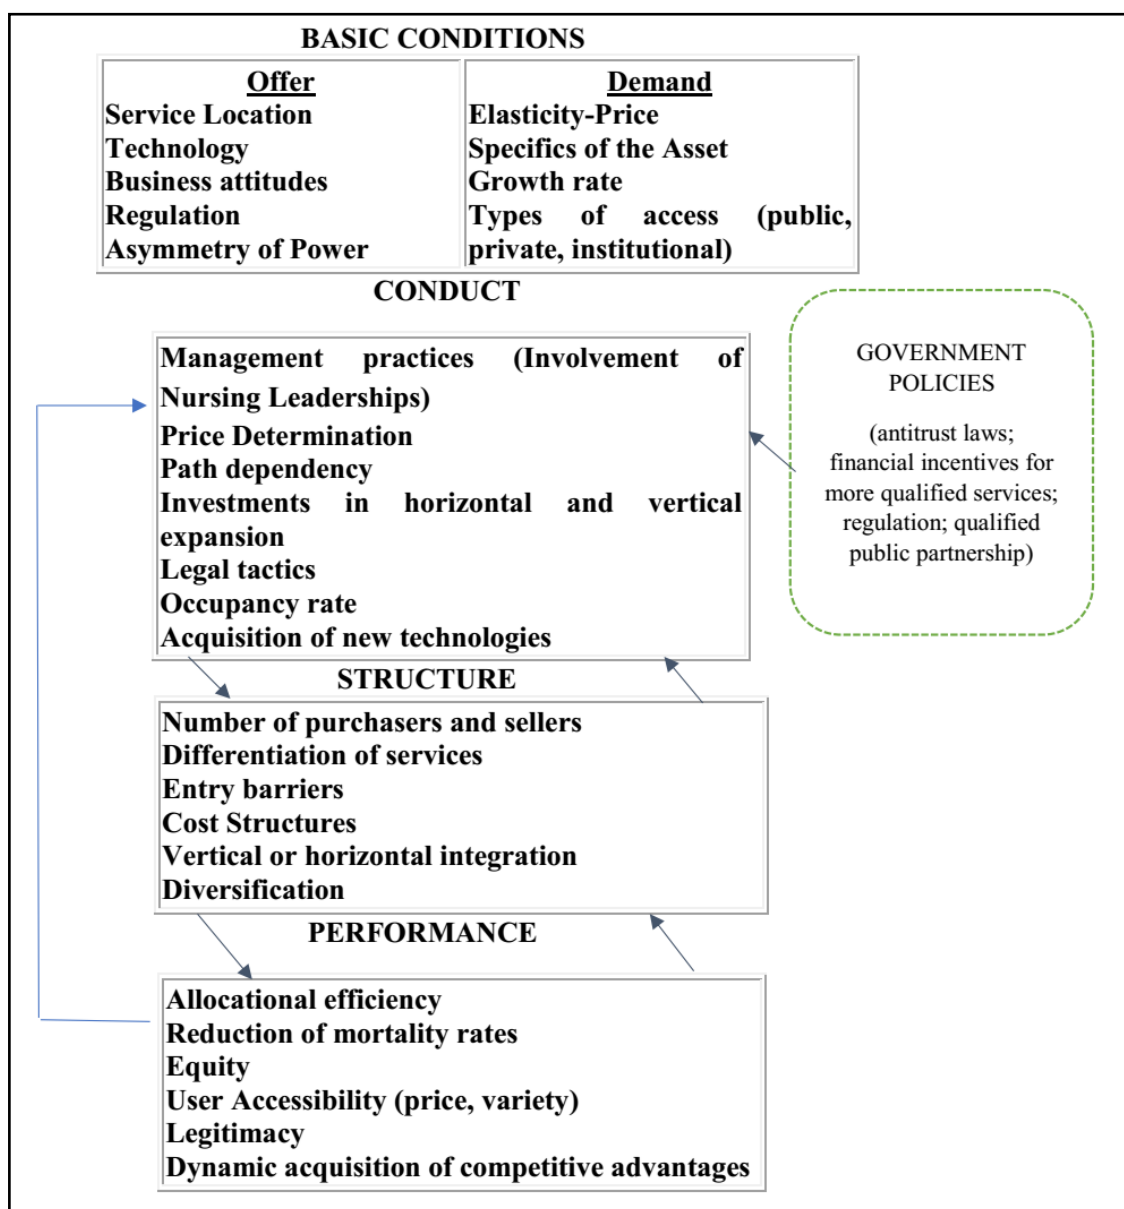 BASIC CONDITIONS
Offer
Service Location
Technology
Business attitudes
Regulation
Asymmetry of Power
Demand
Elasticity-Price
Specifics of the Asset
Growth rate
Types of access (public,
private, institutional)
CONDUCT
Management practices (Involvement of
Nursing Leaderships)
Price Determination
Path dependency
Investments in horizontal and vertical
expansion
Legal tactics
Occupancy rate
Acquisition of new technologies
GOVERNMENT
POLICIES
(antitrust laws;
financial incentives for
more qualified services;
regulation; qualified
public partnership)
STRUCTURE
Number of purchasers and sellers
Differentiation of services
Entry barriers
Cost Structures
Vertical or horizontal integration
Diversification
PERFORMANCE
Allocational efficiency
Reduction of mortality rates
Equity
User Accessibility (price, variety)
Legitimacy
Dynamic acquisition of competitive advantages